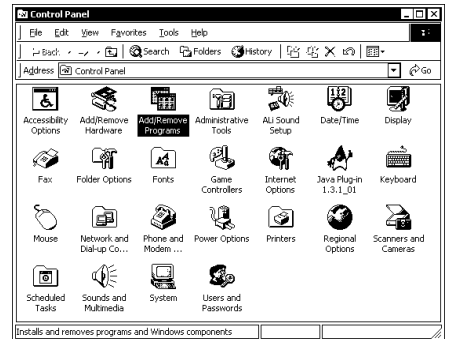 Control Panel
File Edit View Favorites Tools Help
Back Search Folders History
Address Control Panel Go
Accessibility Options
Add/Remove Hardware
Add/Remove Programs
Administrative Tools
ALi Sound Setup
Date/Time
Display
Fax
Folder Options
Fonts
Game Controllers
Internet Options
Java Plug-in 1.3.1_01
Keyboard
Mouse
Network and Dial-up Co...
Phone and Modem ...
Power Options
Printers
Regional Options
Scanners and Cameras
Scheduled Tasks
Sounds and Multimedia
System
Users and Passwords
Installs and removes programs and Windows components